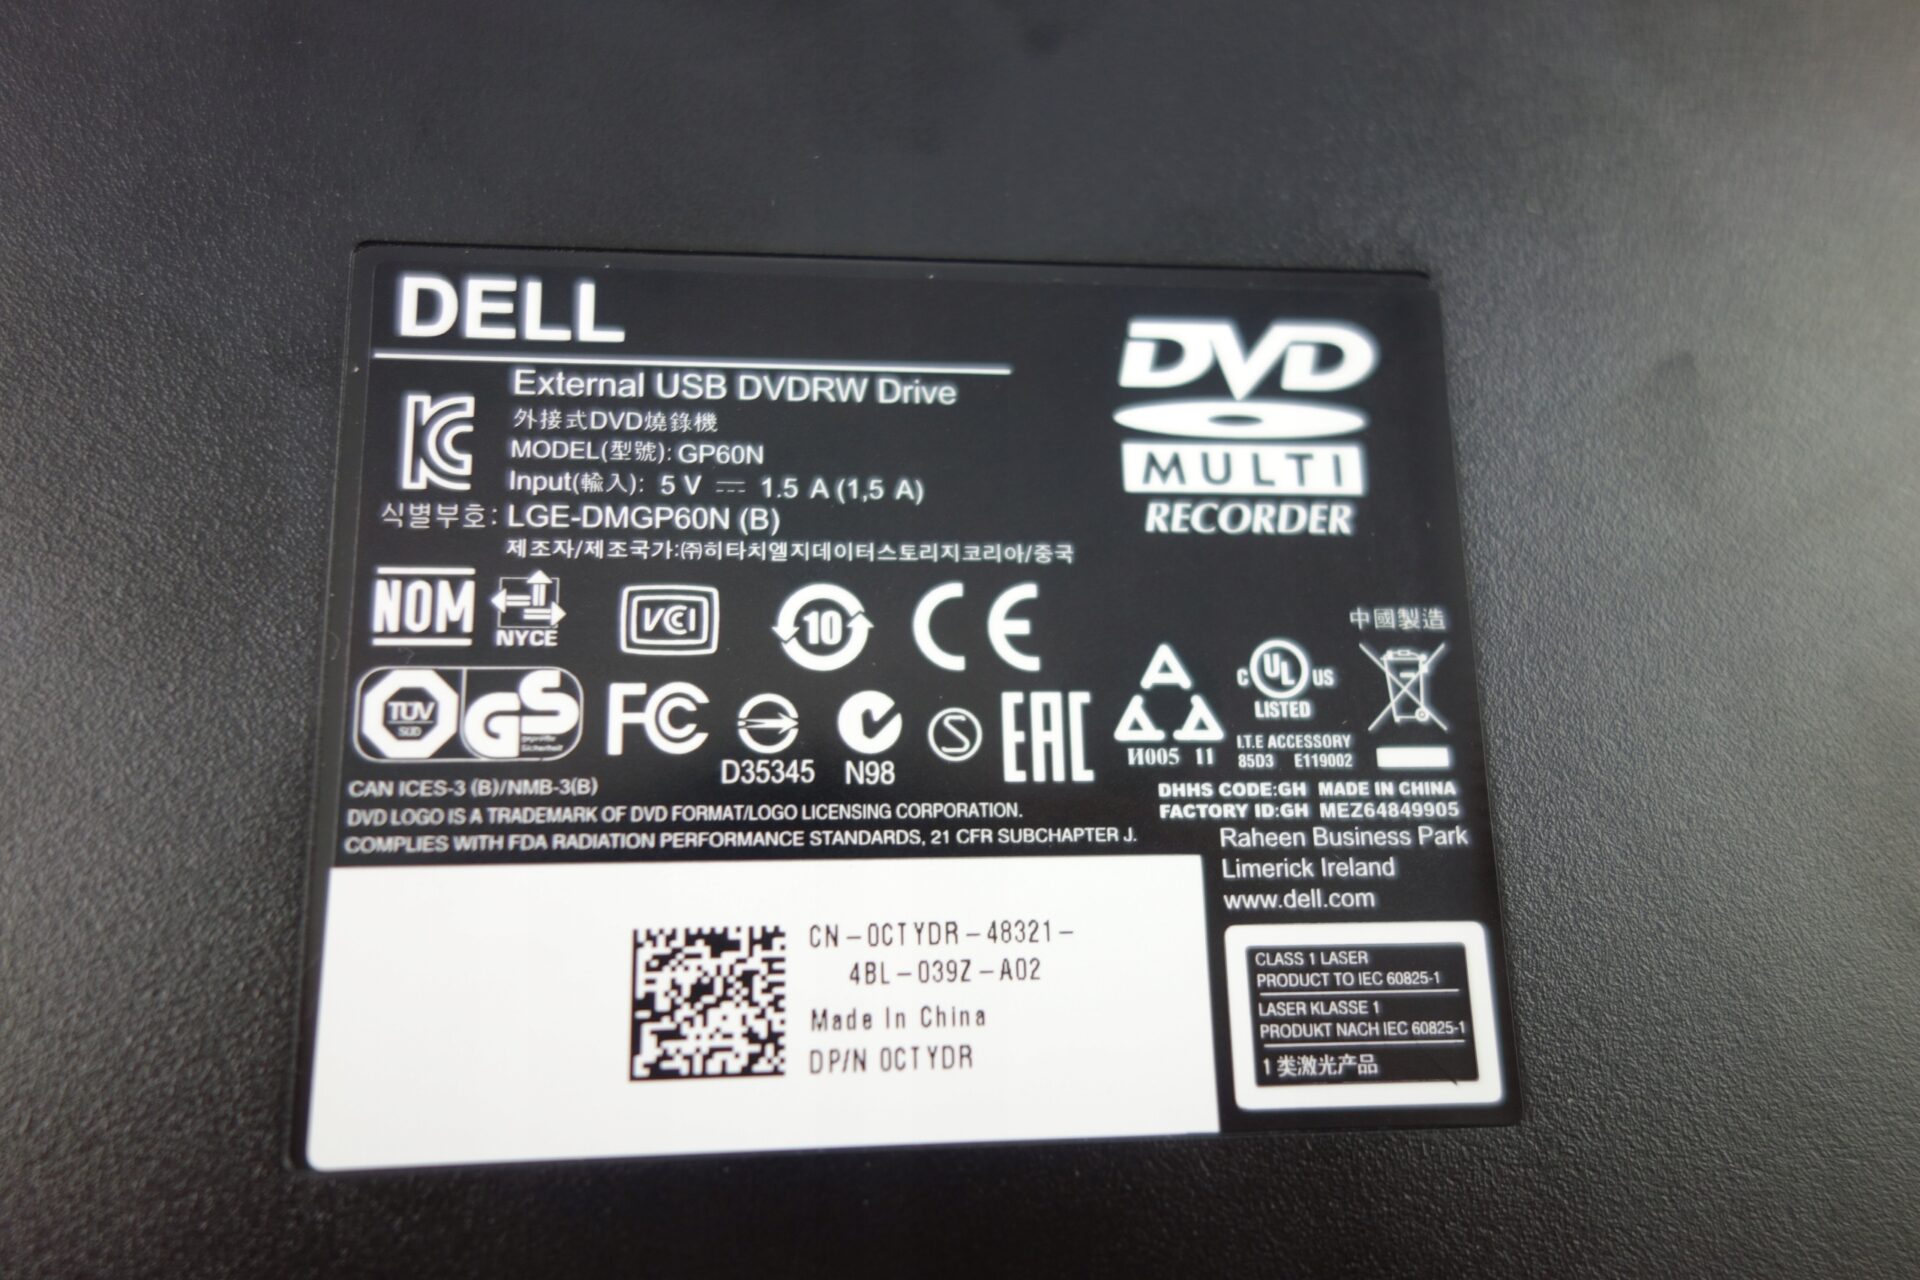 DELL
External USB DVDRW Drive
外接式DVD燒錄機
MODEL(型號): GP60N
Input(輸入): 5 V ⎓ 1.5 A (1,5 A)
식별부호: LGE-DMGP60N (B)
제조자/제조국가:㈜히타치엘지데이터스토리지코리아/중국
DVD
MULTI
RECORDER
NOM
NYCE
VCI
10
CE
中國製造
TÜV
SÜD
GS
geprüfte
Sicherheit
FC
D35345
N98
S
EAC
И005 11
C UL US
LISTED
I.T.E ACCESSORY
85D3 E119002
CAN ICES-3 (B)/NMB-3(B)
DVD LOGO IS A TRADEMARK OF DVD FORMAT/LOGO LICENSING CORPORATION.
COMPLIES WITH FDA RADIATION PERFORMANCE STANDARDS, 21 CFR SUBCHAPTER J.
DHHS CODE:GH MADE IN CHINA
FACTORY ID:GH MEZ64849905
Raheen Business Park
Limerick Ireland
www.dell.com
CN-0CTYDR-48321-
4BL-039Z-A02
Made In China
DP/N 0CTYDR
CLASS 1 LASER
PRODUCT TO IEC 60825-1
LASER KLASSE 1
PRODUKT NACH IEC 60825-1
1 类激光产品